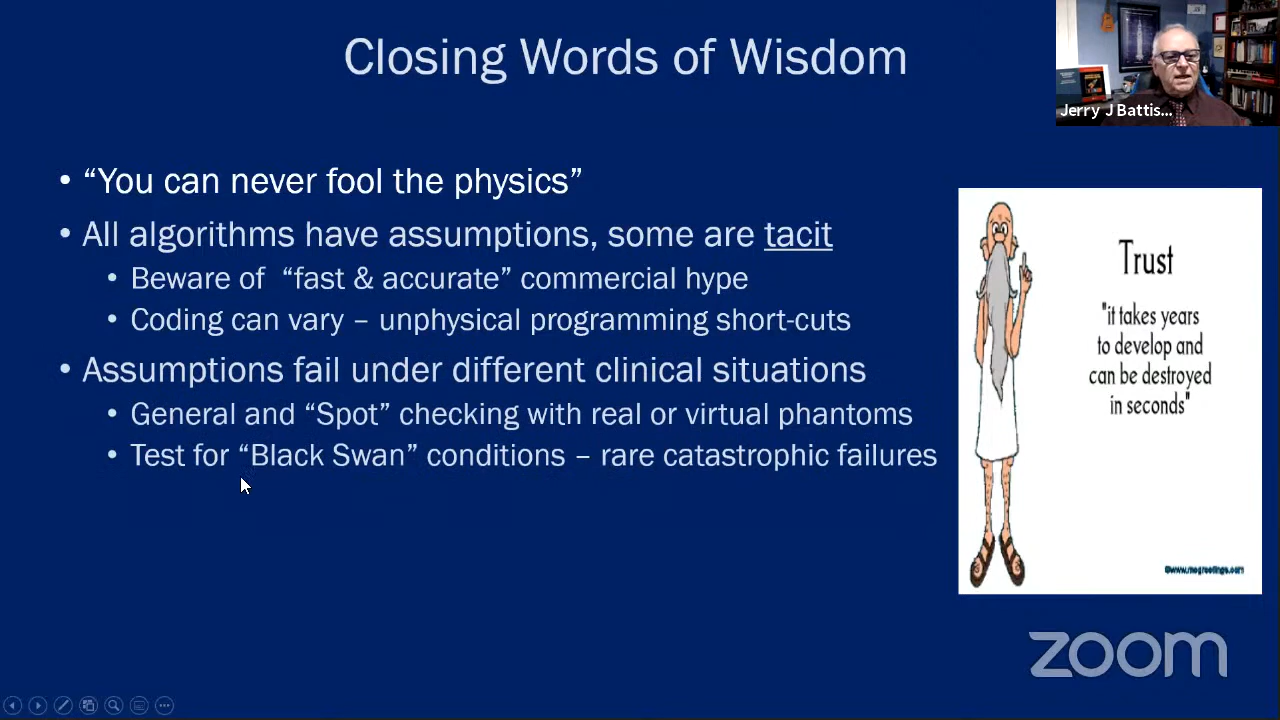 Closing Words of Wisdom
Jerry J Battis...
• “You can never fool the physics”
• All algorithms have assumptions, some are tacit
• Beware of “fast & accurate” commercial hype
• Coding can vary – unphysical programming short-cuts
• Assumptions fail under different clinical situations
• General and “Spot” checking with real or virtual phantoms
• Test for “Black Swan” conditions – rare catastrophic failures
Trust
"it takes years
to develop and
can be destroyed
in seconds"
zoom